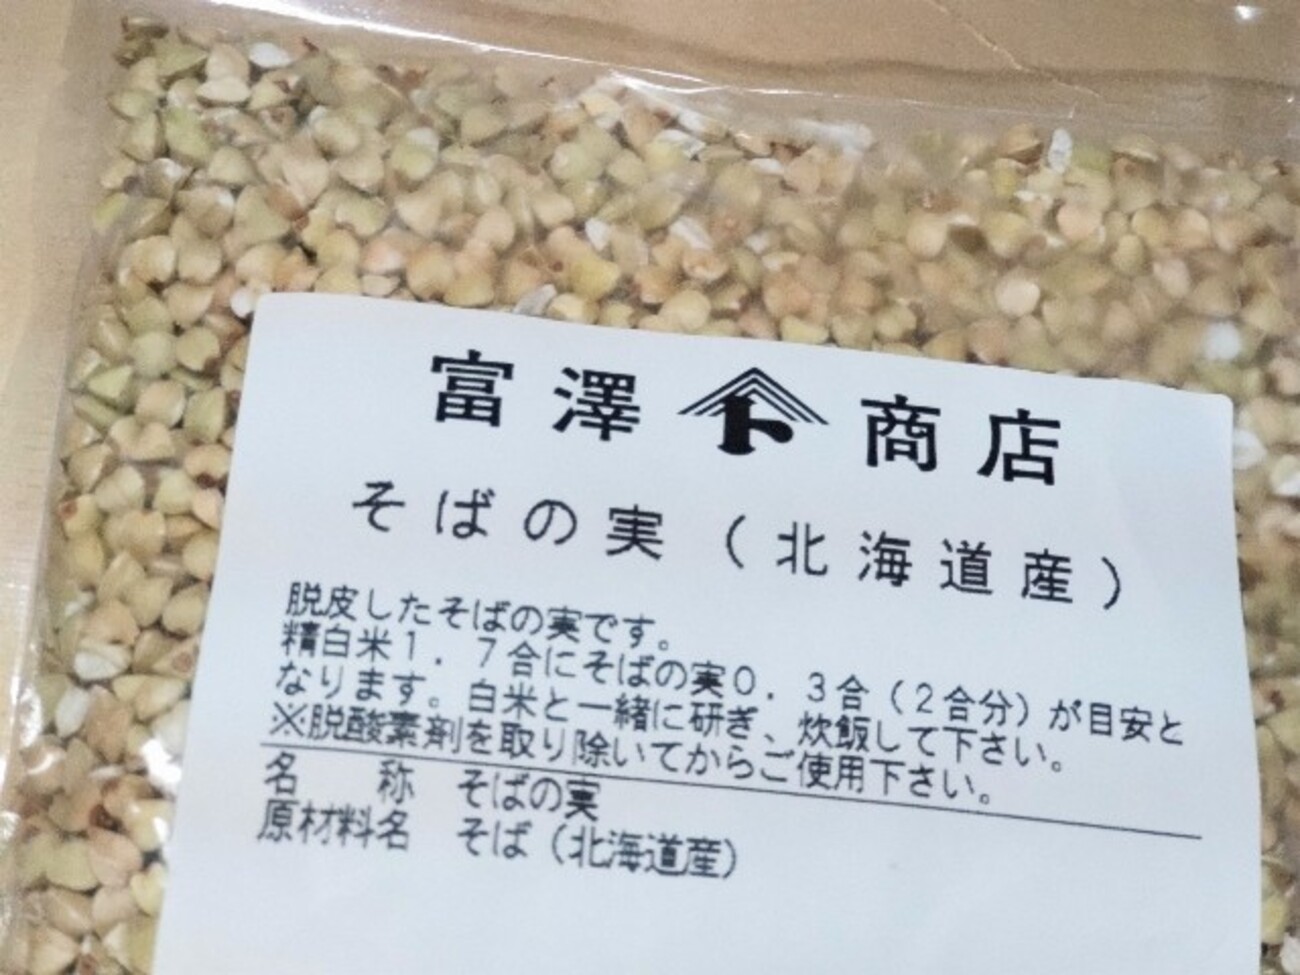 富澤商店
そばの実（北海道産）
脱皮したそばの実です。
精白米１．７合にそばの実０．３合（２合分）が目安と
なります。白米と一緒に研ぎ、炊飯して下さい。
※脱酸素剤を取り除いてからご使用下さい。
名　　称　そばの実
原材料名　そば（北海道産）